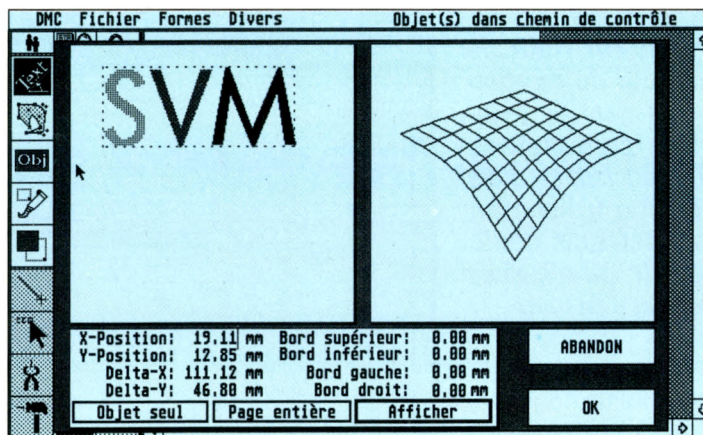 DMC Fichier Formes Divers Objet(s) dans chemin de contrôle
Text
Obj
SVM
X-Position: 19.11 mm Bord supérieur: 0.00 mm
Y-Position: 12.85 mm Bord inférieur: 0.00 mm
Delta-X: 111.12 mm Bord gauche: 0.00 mm
Delta-Y: 46.80 mm Bord droit: 0.00 mm
Objet seul Page entière Afficher
ABANDON
OK